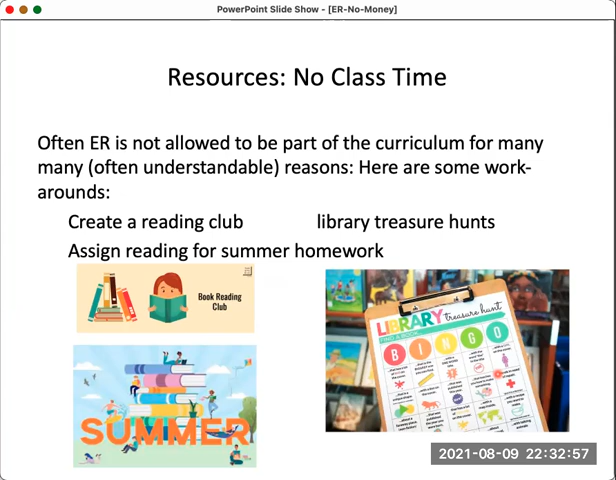 PowerPoint Slide Show - [ER-No-Money]
Resources: No Class Time
Often ER is not allowed to be part of the curriculum for many
many (often understandable) reasons: Here are some work-
arounds:
Create a reading club library treasure hunts
Assign reading for summer homework
Book Reading
Club
SUMMER
LIBRARY treasure hunt
FIND A BOOK
B I N G O
2021-08-09 22:32:57